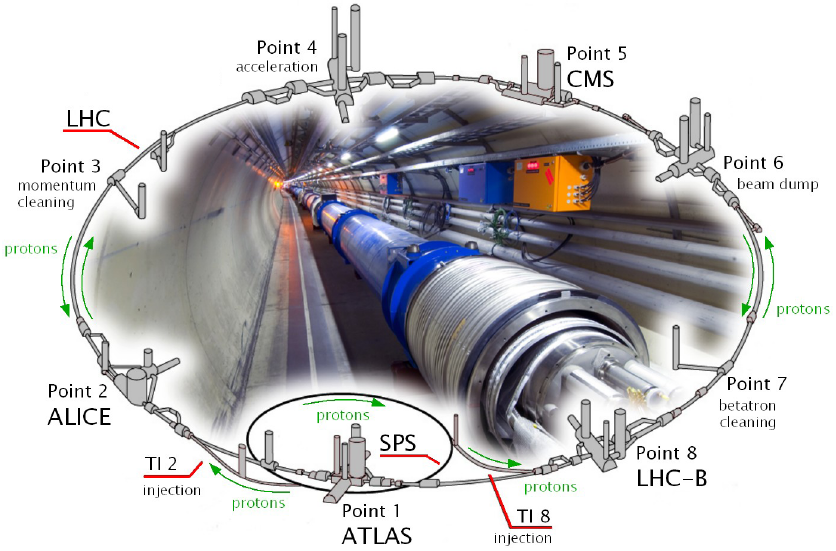 Point 4
acceleration
Point 5
CMS
LHC
Point 3
momentum
cleaning
Point 6
beam dump
protons
protons
Point 2
ALICE
Point 7
betatron
cleaning
protons
SPS
TI 2
injection
protons
Point 1
ATLAS
protons
TI 8
injection
Point 8
LHC-B